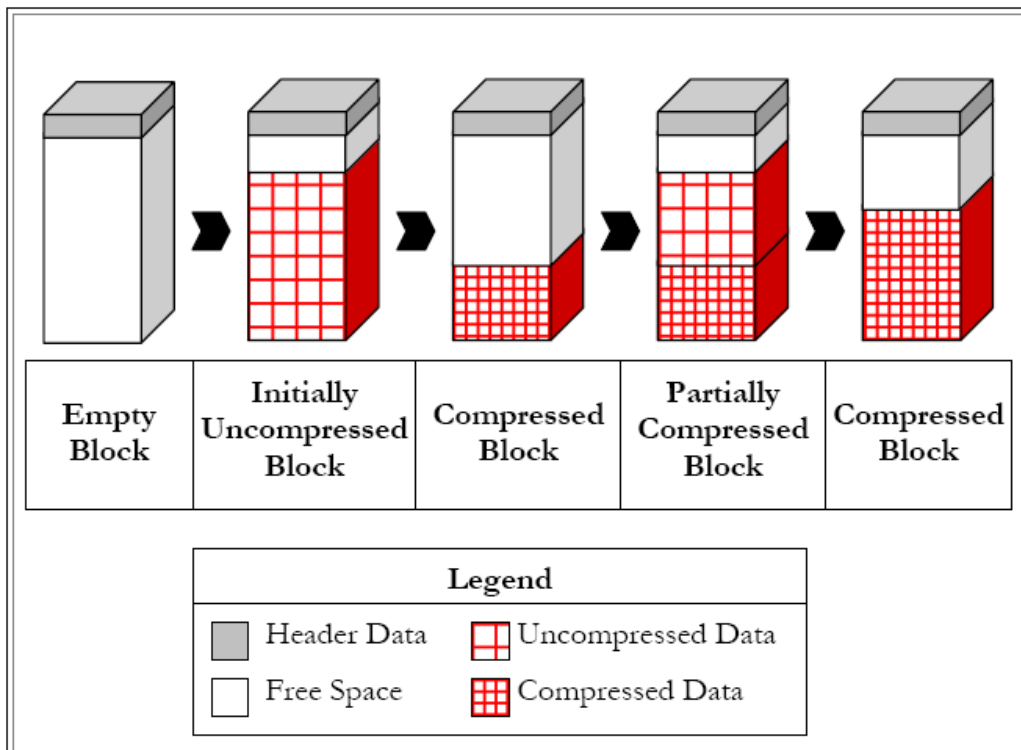 Empty
Block
Initially
Uncompressed
Block
Compressed
Block
Partially
Compressed
Block
Compressed
Block
Legend
Header Data
Uncompressed Data
Free Space
Compressed Data